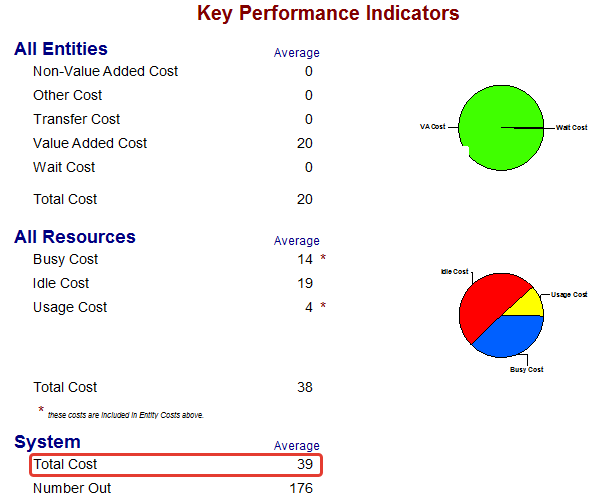 Key Performance Indicators
All Entities Average
Non-Value Added Cost 0
Other Cost 0
Transfer Cost 0
Value Added Cost 20
Wait Cost 0
Total Cost 20
VA Cost Wait Cost
All Resources Average
Busy Cost 14 *
Idle Cost 19
Usage Cost 4 *
Idle Cost
Usage Cost
Busy Cost
Total Cost 38
* these costs are included in Entity Costs above.
System Average
Total Cost 39
Number Out 176